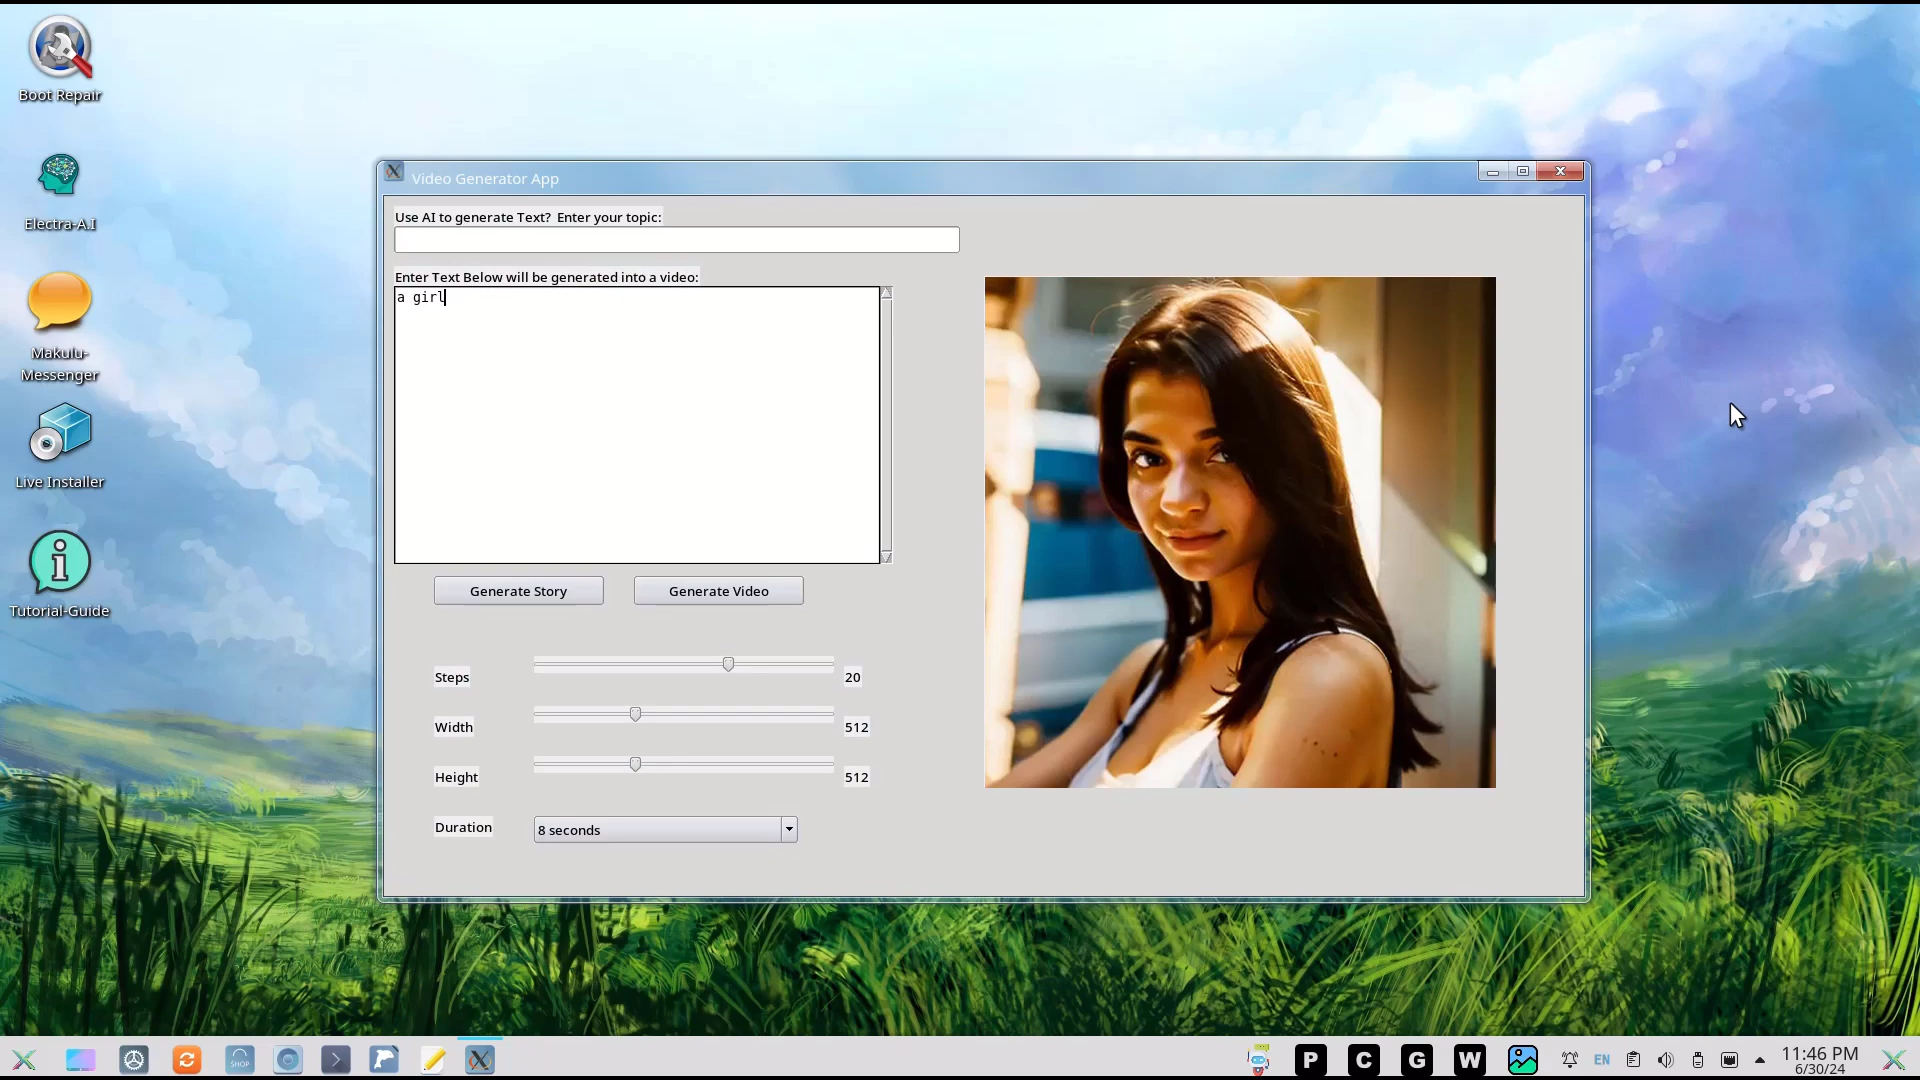 Boot Repair
Electra-A.I
Makulu-
Messenger
Live Installer
Tutorial-Guide
Video Generator App
Use AI to generate Text?  Enter your topic:
Enter Text Below will be generated into a video:
a girl
Generate Story
Generate Video
Steps
20
Width
512
Height
512
Duration
8 seconds
SHOP
P
C
G
W
EN
11:46 PM
6/30/24